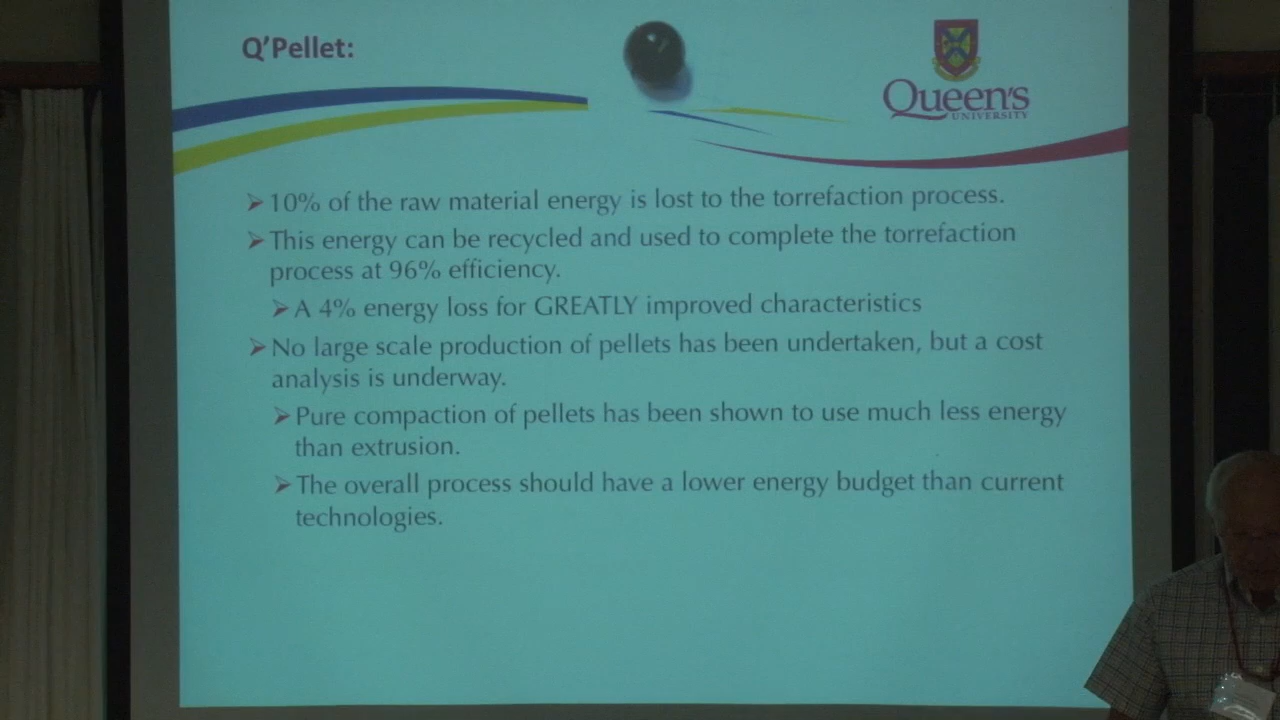 Q'Pellet:
Queen's
UNIVERSITY
➢10% of the raw material energy is lost to the torrefaction process.
➢This energy can be recycled and used to complete the torrefaction
process at 96% efficiency.
➢A 4% energy loss for GREATLY improved characteristics
➢No large scale production of pellets has been undertaken, but a cost
analysis is underway.
➢Pure compaction of pellets has been shown to use much less energy
than extrusion.
➢The overall process should have a lower energy budget than current
technologies.